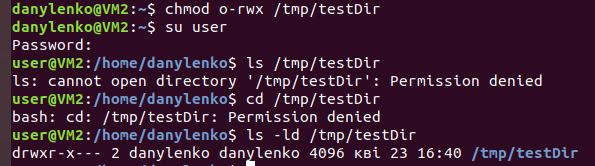 danylenko@VM2:~$ chmod o-rwx /tmp/testDir
danylenko@VM2:~$ su user
Password:
user@VM2:/home/danylenko$ ls /tmp/testDir
ls: cannot open directory '/tmp/testDir': Permission denied
user@VM2:/home/danylenko$ cd /tmp/testDir
bash: cd: /tmp/testDir: Permission denied
user@VM2:/home/danylenko$ ls -ld /tmp/testDir
drwxr-x--- 2 danylenko danylenko 4096 кві 23 16:40 /tmp/testDir